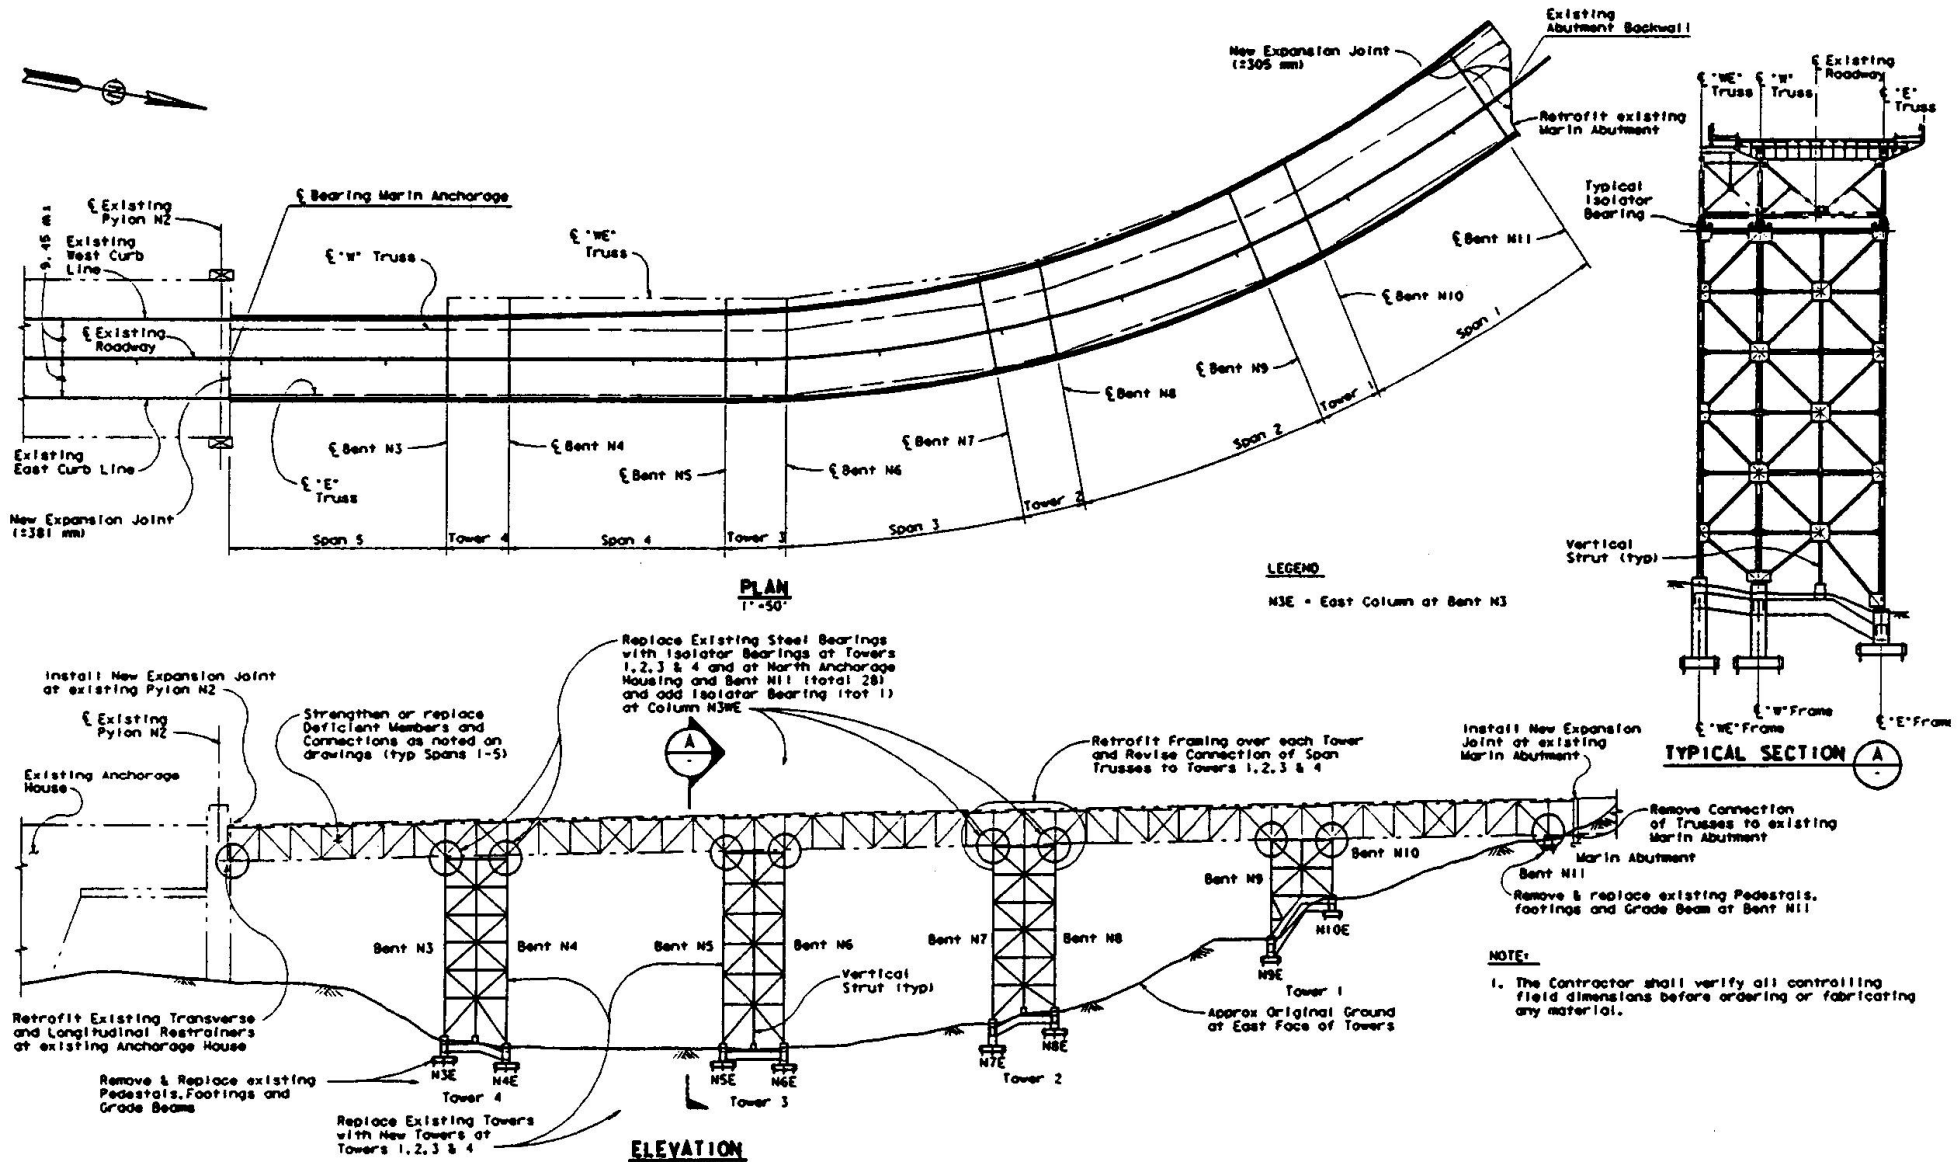 Existing
Abutment Backwall
New Expansion Joint
(±305 mm)
Retrofit existing
Marin Abutment
N
℄ Bearing Marin Anchorage
℄ Existing
Pylon N2
9.45 m±
Existing
West Curb
Line
℄ "W" Truss
℄ "WE"
Truss
℄ Existing
Roadway
℄ Bent N11
℄ Bent N10
Span 1
℄ Bent N9
Tower 1
℄ Bent N8
Span 2
℄ Bent N7
Tower 2
Span 3
℄ Bent N3
℄ Bent N4
℄ Bent N5
℄ Bent N6
Existing
East Curb Line
℄ "E"
Truss
New Expansion Joint
(±381 mm)
Span 5
Tower 4
Span 4
Tower 3
PLAN
1"=50'
LEGEND
N3E = East Column at Bent N3
℄ "WE"
Truss
℄ "W"
Truss
℄ Existing
Roadway
℄ "E"
Truss
Typical
Isolator
Bearing
Vertical
Strut (typ)
℄ "WE" Frame
℄ "W" Frame
℄ "E" Frame
TYPICAL SECTION
A
-
Install New Expansion Joint
at existing Pylon N2
℄ Existing
Pylon N2
Existing Anchorage
House
Strengthen or replace
Deficient Members and
Connections as noted on
drawings (typ Spans 1-5)
Replace Existing Steel Bearings
with Isolator Bearings at Towers
1,2,3 & 4 and at North Anchorage
Housing and Bent N11 (total 28)
and add Isolator Bearing (tot 1)
at Column N3WE
A
-
Retrofit Framing over each Tower
and Revise Connection of Span
Trusses to Towers 1,2,3 & 4
Install New Expansion
Joint at existing
Marin Abutment
Remove Connection
of Trusses to existing
Marin Abutment
Marin Abutment
Bent N11
Remove & replace existing Pedestals,
footings and Grade Beam at Bent N11
Bent N3
Bent N4
Bent N5
Bent N6
Bent N7
Bent N8
Bent N9
Bent N10
Vertical
Strut (typ)
N10E
N9E
Tower 1
Approx Original Ground
at East Face of Towers
Retrofit Existing Transverse
and Longitudinal Restrainers
at existing Anchorage House
N3E
N4E
Tower 4
N5E
N6E
Tower 3
N7E
N8E
Tower 2
Remove & Replace existing
Pedestals, Footings and
Grade Beams
Replace Existing Towers
with New Towers at
Towers 1,2,3 & 4
ELEVATION
NOTE:
1. The Contractor shall verify all controlling
field dimensions before ordering or fabricating
any material.